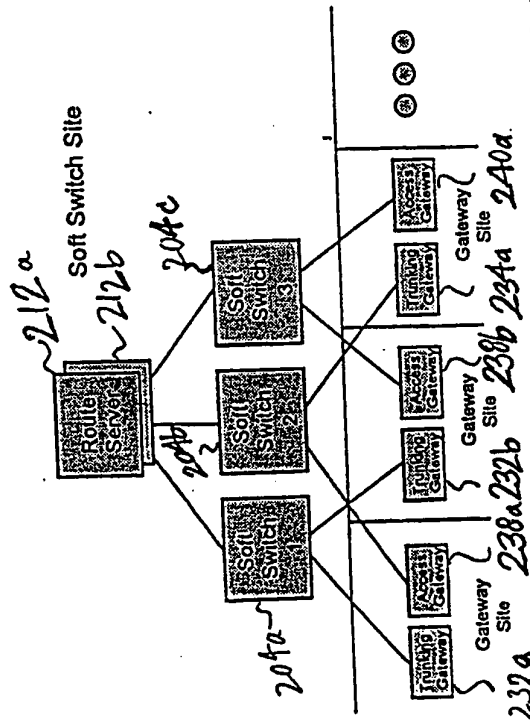 212a
Route
Server
212b
Soft Switch Site
204a
Soft
Switch
1
204b
Soft
Switch
2
204c
Soft
Switch
3
Trunking
Gateway
Access
Gateway
Gateway
Site
232a
238a
Trunking
Gateway
Access
Gateway
Gateway
Site
232b
238b
Trunking
Gateway
Access
Gateway
Gateway
Site
234a
240a